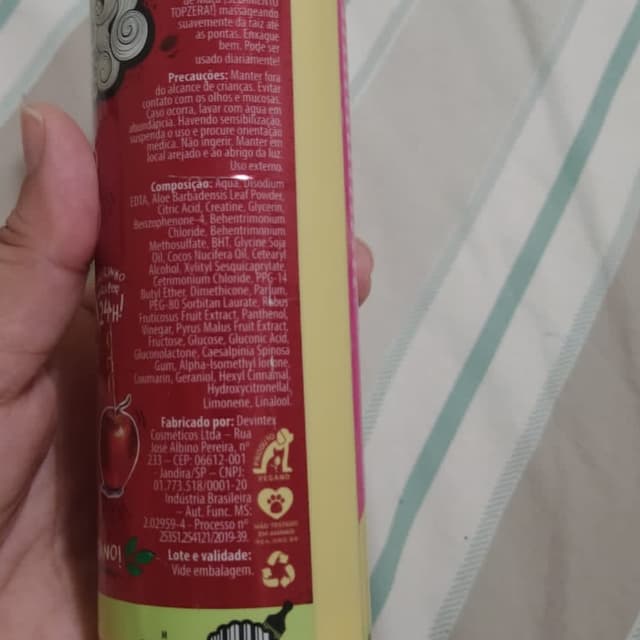 de Maçã (SEGMENTO
TOPZERA!) massageando
suavemente da raiz até
as pontas. Enxágue
bem. Pode ser
usado diariamente!
Precauções: Manter fora
do alcance de crianças. Evitar
contato com os olhos e mucosas.
Caso ocorra, lavar com água em
abundância. Havendo sensibilização,
suspenda o uso e procure orientação
médica. Não ingerir. Manter em
local arejado e ao abrigo da luz.
Uso externo.
Composição: Aqua, Disodium
EDTA, Aloe Barbadensis Leaf Powder,
Citric Acid, Creatine, Glycerin,
Benzophenone-4, Behentrimonium
Chloride, Behentrimonium
Methosulfate, BHT, Glycine Soja
Oil, Cocos Nucifera Oil, Cetearyl
Alcohol, Xylityl Sesquicaprylate,
Cetrimonium Chloride, PPG-14
Butyl Ether, Dimethicone, Parfum,
PEG-80 Sorbitan Laurate, Rubus
Fruticosus Fruit Extract, Panthenol,
Vinegar, Pyrus Malus Fruit Extract,
Fructose, Glucose, Gluconic Acid,
Gluconolactone, Caesalpinia Spinosa
Gum, Alpha-Isomethyl Ionone,
Coumarin, Geraniol, Hexyl Cinnamal,
Hydroxycitronellal,
Limonene, Linalool.
24H!
Fabricado por: Devintex
Cosméticos Ltda – Rua
José Albino Pereira, nº
233 – CEP: 06612-001
Jandira/SP – CNPJ:
01.773.518/0001-20
Indústria Brasileira
– Aut. Func. MS:
2.02959-4 - Processo nº
25351.254121/2019-39.
VEGANO
NÃO TESTADO
EM ANIMAIS
Lote e validade:
Vide embalagem.